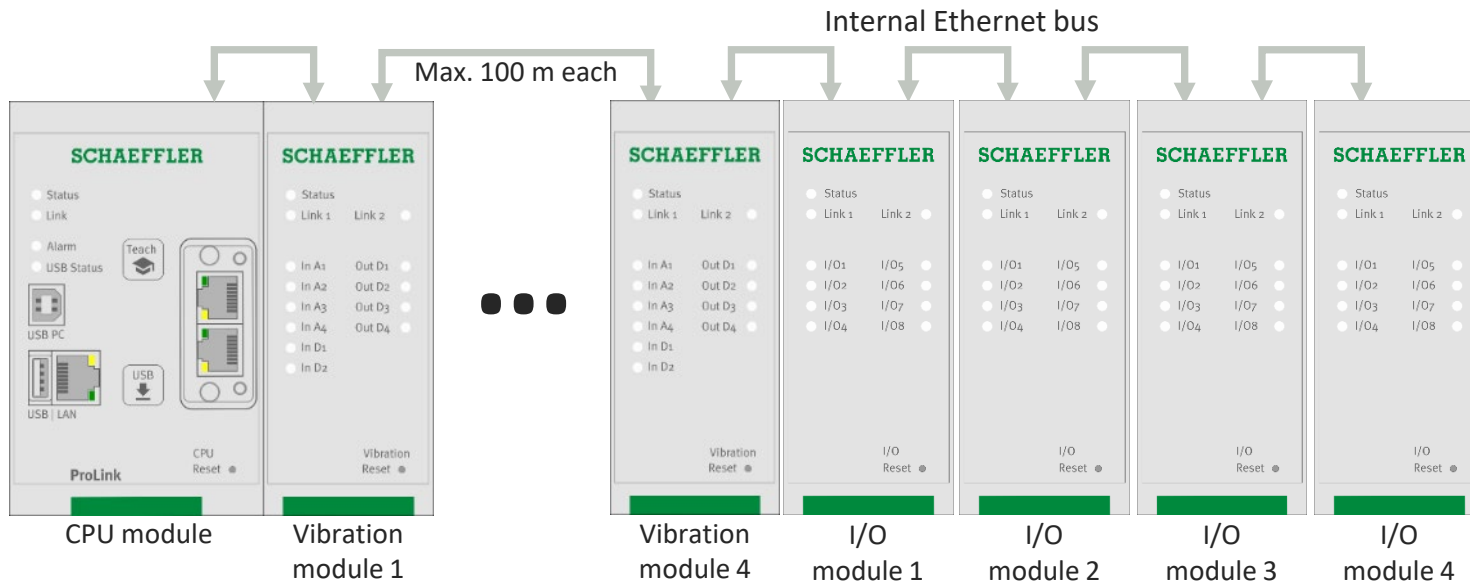 Internal Ethernet bus
Max. 100 m each
SCHAEFFLER
Status
Link
Alarm
USB Status
Teach
USB PC
USB
USB | LAN
CPU
Reset
ProLink
CPU module
SCHAEFFLER
Status
Link 1 Link 2
In A1 Out D1
In A2 Out D2
In A3 Out D3
In A4 Out D4
In D1
In D2
Vibration
Reset
Vibration
module 1
SCHAEFFLER
Status
Link 1 Link 2
In A1 Out D1
In A2 Out D2
In A3 Out D3
In A4 Out D4
In D1
In D2
Vibration
Reset
Vibration
module 4
SCHAEFFLER
Status
Link 1 Link 2
I/O1 I/O5
I/O2 I/O6
I/O3 I/O7
I/O4 I/O8
I/O
Reset
I/O
module 1
SCHAEFFLER
Status
Link 1 Link 2
I/O1 I/O5
I/O2 I/O6
I/O3 I/O7
I/O4 I/O8
I/O
Reset
I/O
module 2
SCHAEFFLER
Status
Link 1 Link 2
I/O1 I/O5
I/O2 I/O6
I/O3 I/O7
I/O4 I/O8
I/O
Reset
I/O
module 3
SCHAEFFLER
Status
Link 1 Link 2
I/O1 I/O5
I/O2 I/O6
I/O3 I/O7
I/O4 I/O8
I/O
Reset
I/O
module 4